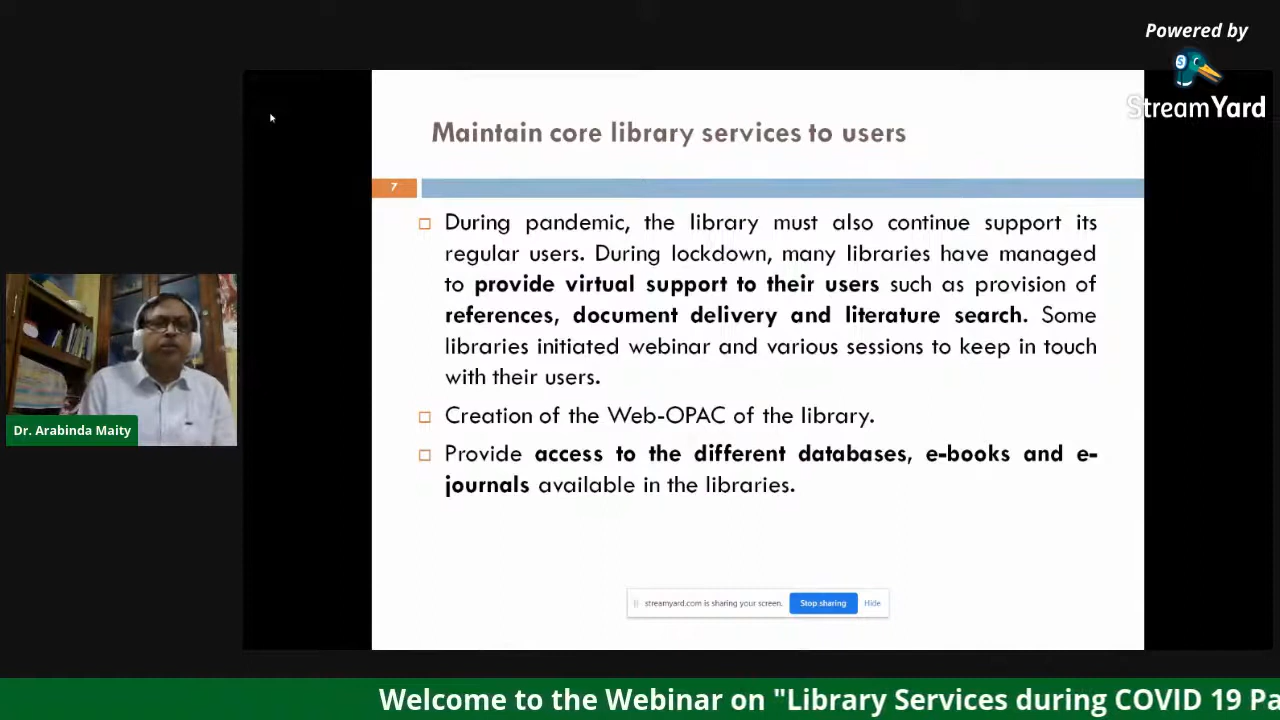 Powered by
StreamYard
Maintain core library services to users
7
During pandemic, the library must also continue support its
regular users. During lockdown, many libraries have managed
to provide virtual support to their users such as provision of
references, document delivery and literature search. Some
libraries initiated webinar and various sessions to keep in touch
with their users.
Creation of the Web-OPAC of the library.
Provide access to the different databases, e-books and e-
journals available in the libraries.
Dr. Arabinda Maity
streamyard.com is sharing your screen. Stop sharing Hide
Welcome to the Webinar on "Library Services during COVID 19 Pa